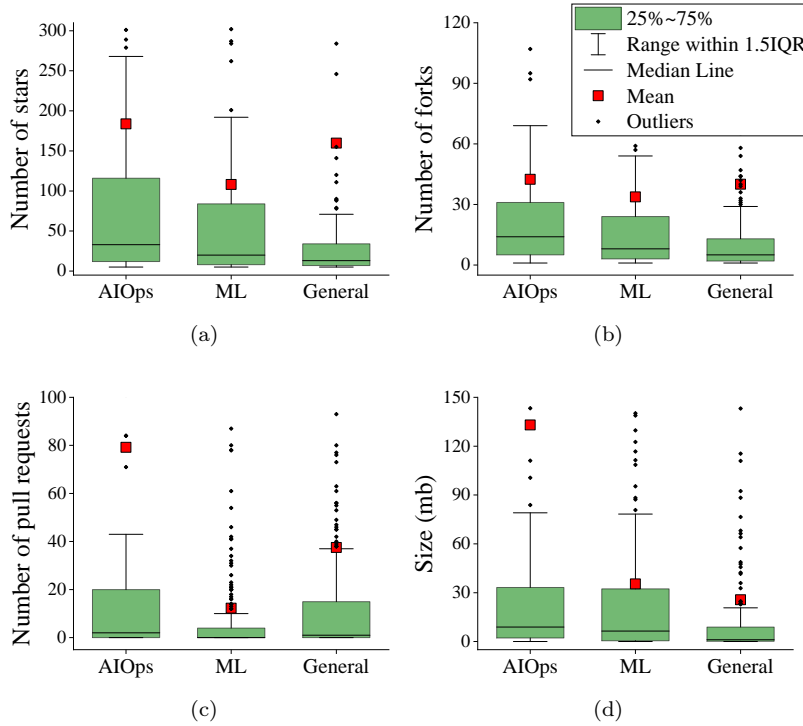 300
250
200
150
100
50
0
Number of stars
AIOps ML General
(a)
120
90
60
30
0
Number of forks
25%~75%
Range within 1.5IQR
Median Line
Mean
Outliers
AIOps ML General
(b)
100
80
60
40
20
0
Number of pull requests
AIOps ML General
(c)
150
120
90
60
30
0
Size (mb)
AIOps ML General
(d)